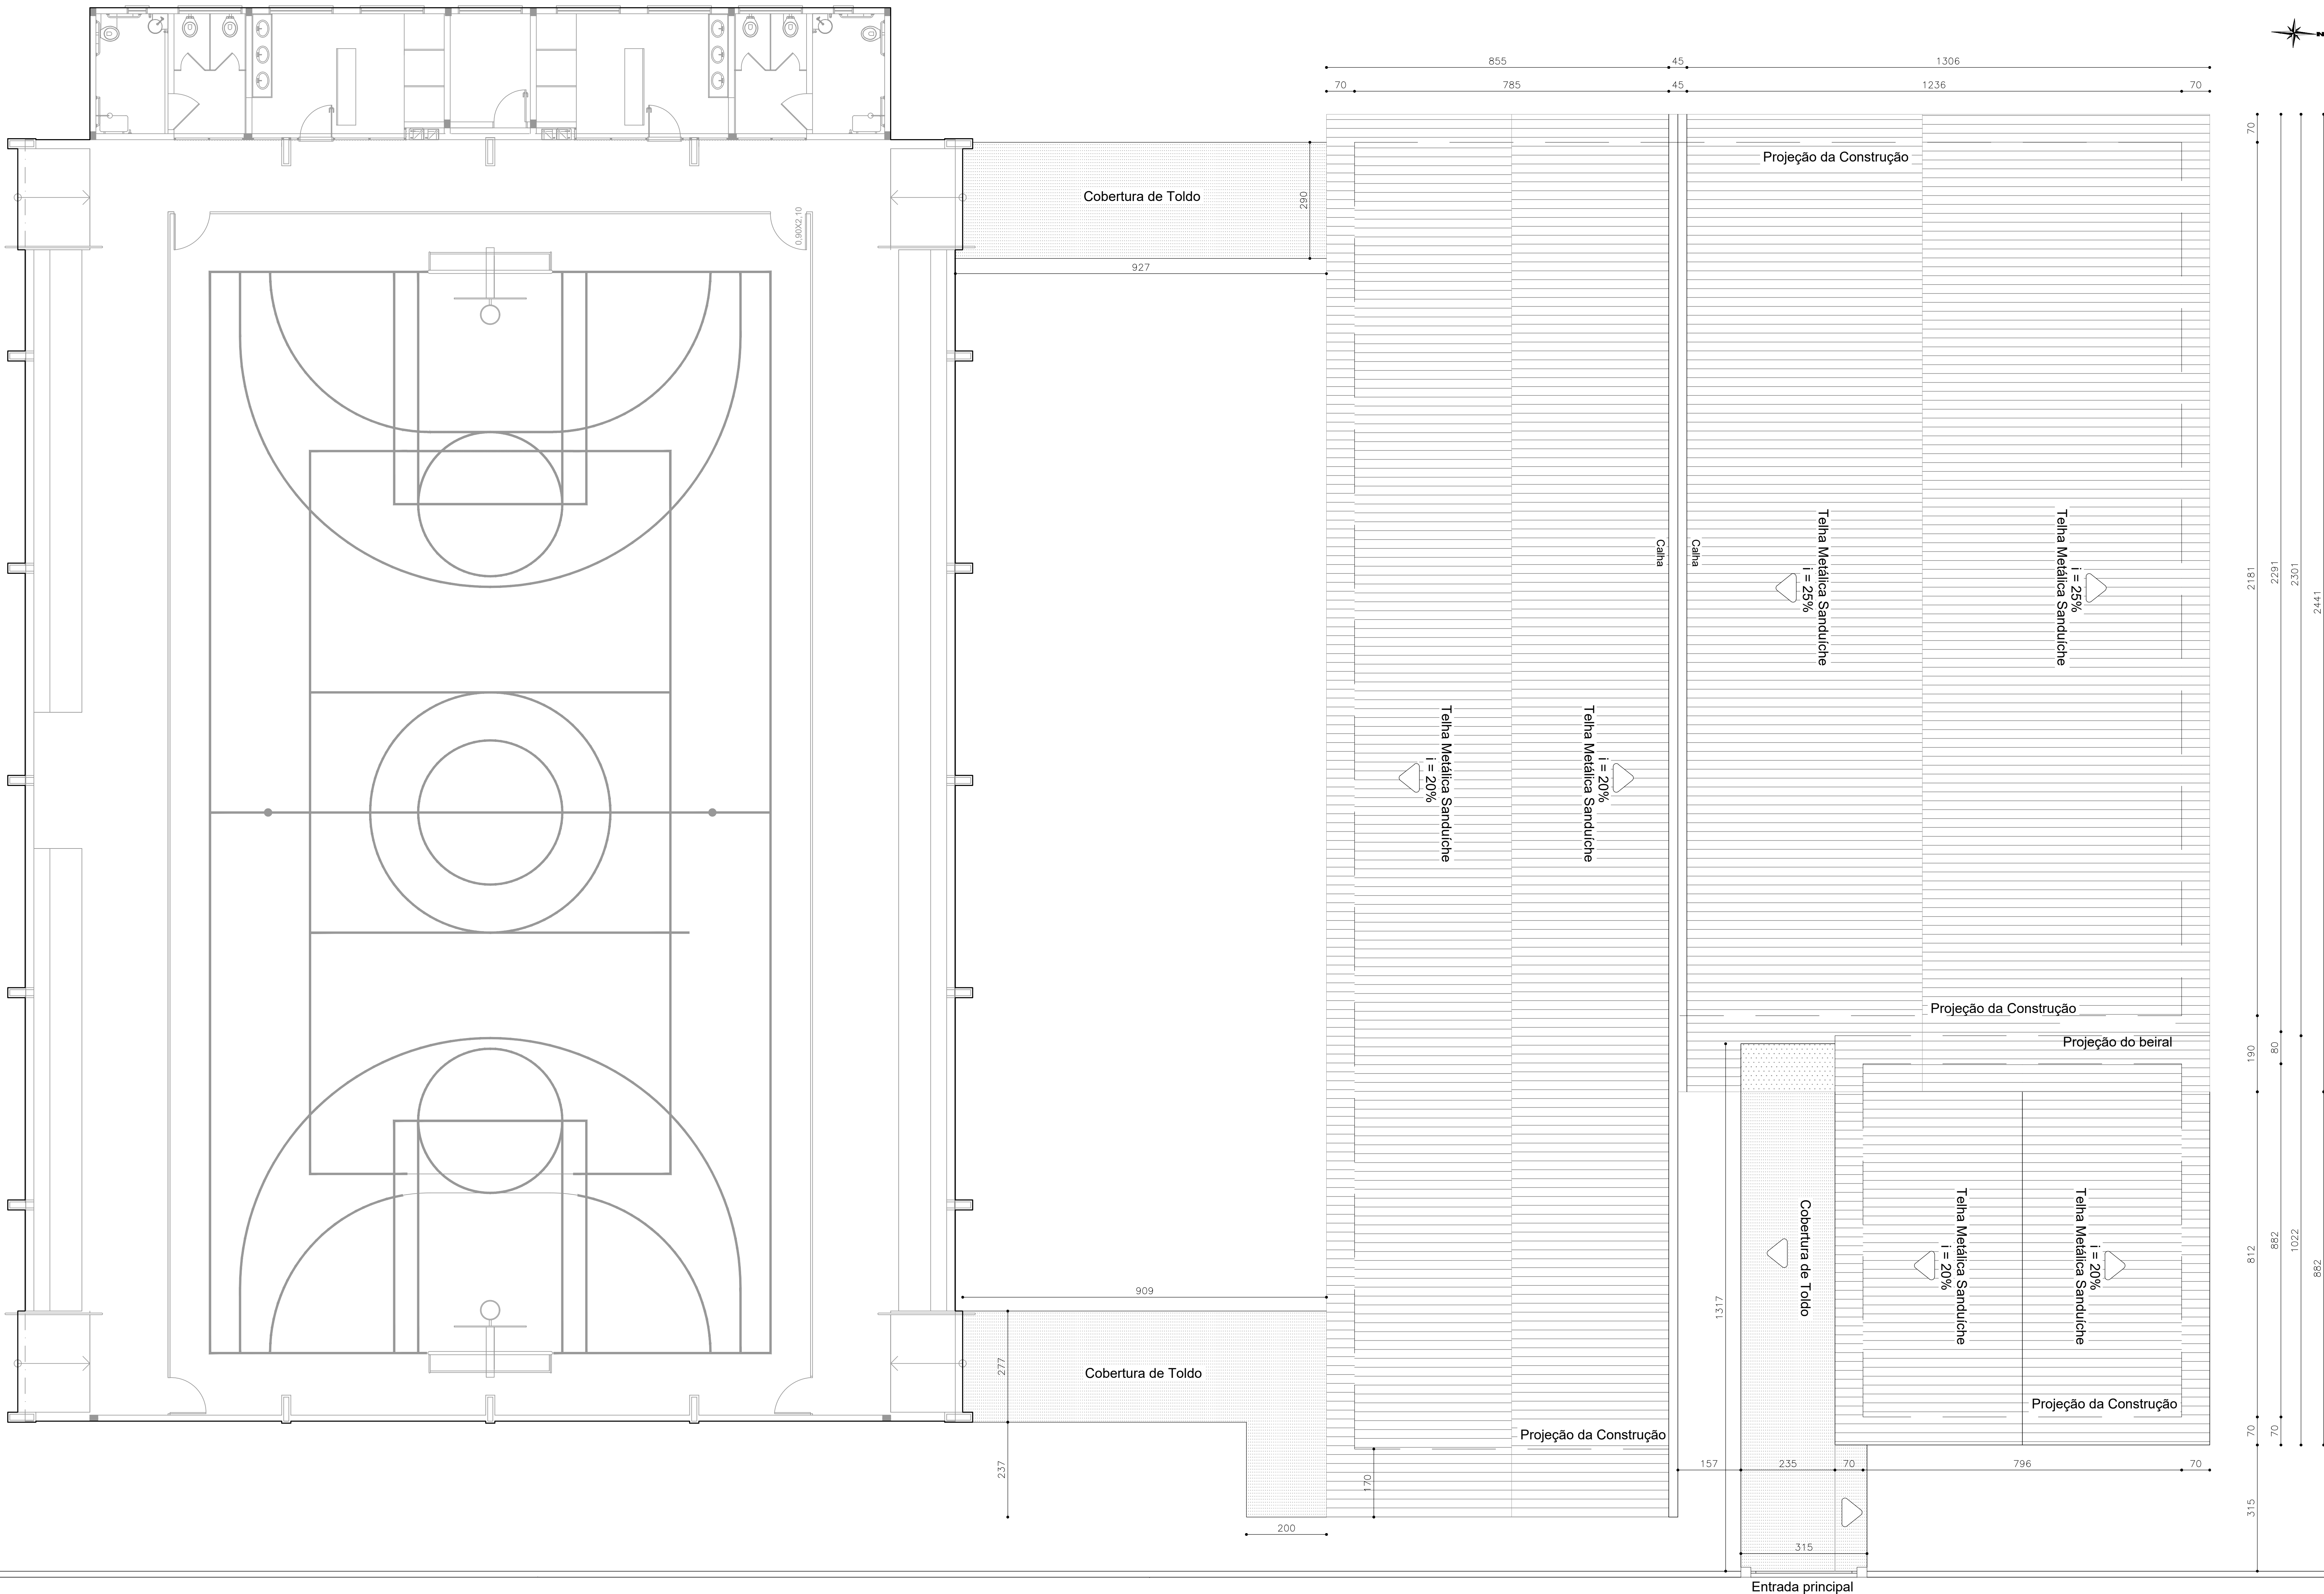 N
855
45
1306
70
785
45
1236
70
Projeção da Construção
Cobertura de Toldo
290
927
0,90X2,10
70
2181
2291
2301
2441
Calha
Calha
Telha Metálica Sanduíche
i = 25%
Telha Metálica Sanduíche
i = 25%
Telha Metálica Sanduíche
i = 20%
Telha Metálica Sanduíche
i = 20%
Projeção da Construção
Projeção do beiral
190
80
Cobertura de Toldo
1317
Telha Metálica Sanduíche
i = 20%
Telha Metálica Sanduíche
i = 20%
812
882
1022
882
909
277
Cobertura de Toldo
237
200
170
Projeção da Construção
Projeção da Construção
70
70
157
235
70
796
70
315
315
Entrada principal